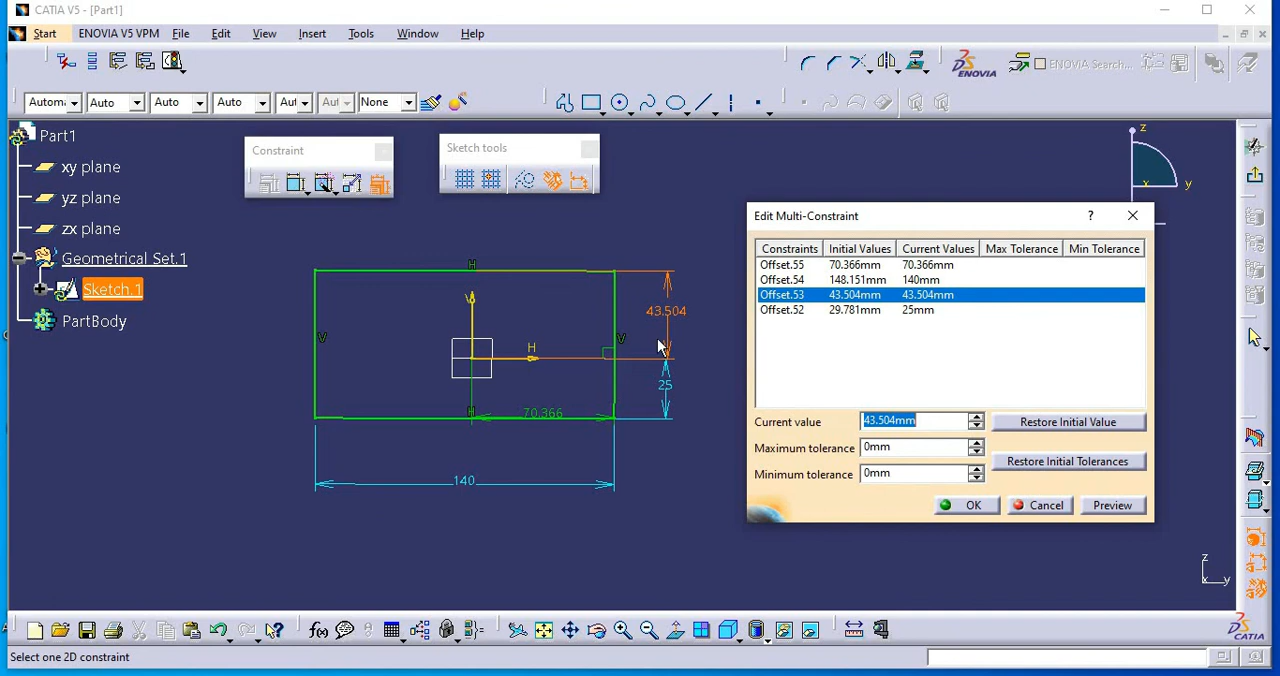 CATIA V5 - [Part1]
Start ENOVIA V5 VPM File Edit View Insert Tools Window Help
ENOVIA ENOVIA Search...
Autom Auto Auto Auto Aut Aut None
Part1
xy plane
yz plane
zx plane
Geometrical Set.1
Sketch.1
PartBody
Constraint
Sketch tools
z
x y
H
V
V
V
H
H
43.504
25
70.366
140
Edit Multi-Constraint ?
Constraints Initial Values Current Values Max Tolerance Min Tolerance
Offset.55 70.366mm 70.366mm
Offset.54 148.151mm 140mm
Offset.53 43.504mm 43.504mm
Offset.52 29.781mm 25mm
Current value 43.504mm Restore Initial Value
Maximum tolerance 0mm
Restore Initial Tolerances
Minimum tolerance 0mm
OK Cancel Preview
z
x y
f(x)
CATIA
Select one 2D constraint